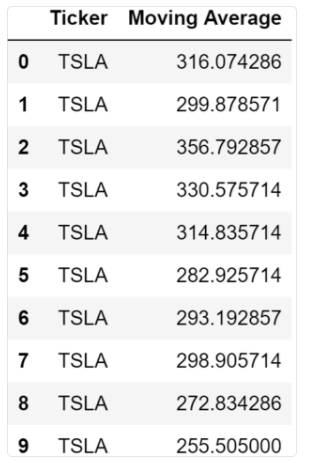 Ticker Moving Average
0 TSLA 316.074286
1 TSLA 299.878571
2 TSLA 356.792857
3 TSLA 330.575714
4 TSLA 314.835714
5 TSLA 282.925714
6 TSLA 293.192857
7 TSLA 298.905714
8 TSLA 272.834286
9 TSLA 255.505000